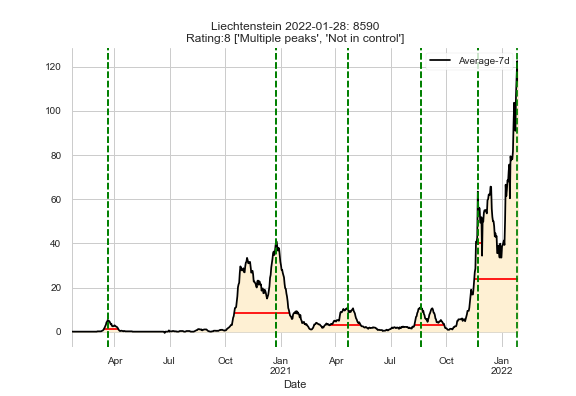 Liechtenstein 2022-01-28: 8590
Rating:8 ['Multiple peaks', 'Not in control']
Average-7d
120
100
80
60
40
20
0
Apr Jul Oct Jan Apr Jul Oct Jan
2021 2022
Date